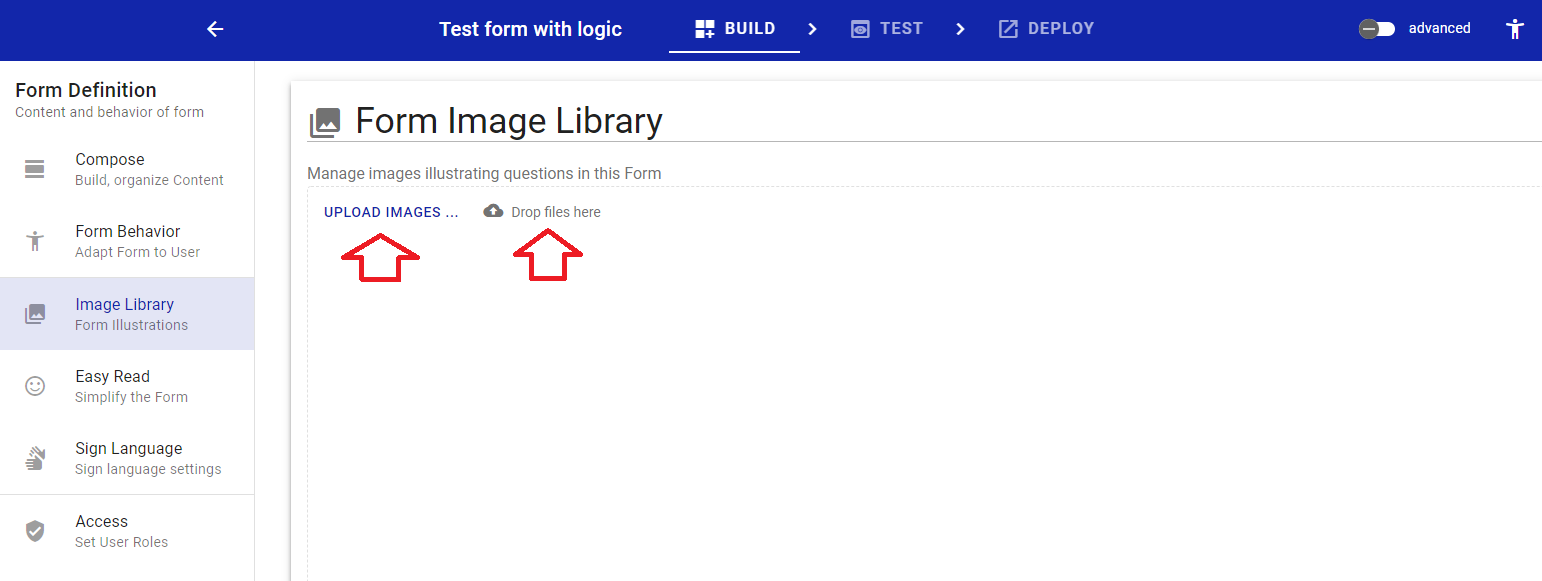 Test form with logic
BUILD
TEST
DEPLOY
advanced
Form Definition
Content and behavior of form
Compose
Build, organize Content
Form Behavior
Adapt Form to User
Image Library
Form Illustrations
Easy Read
Simplify the Form
Sign Language
Sign language settings
Access
Set User Roles
Form Image Library
Manage images illustrating questions in this Form
UPLOAD IMAGES ...
Drop files here